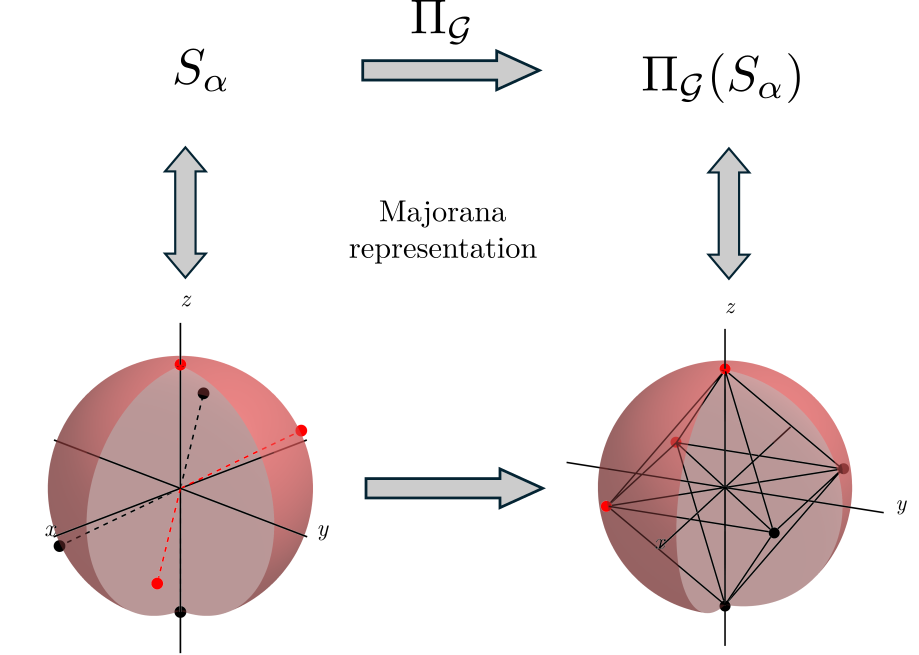 Π_𝒢
S_α
Π_𝒢(S_α)
Majorana
representation
z
z
x
y
x
y